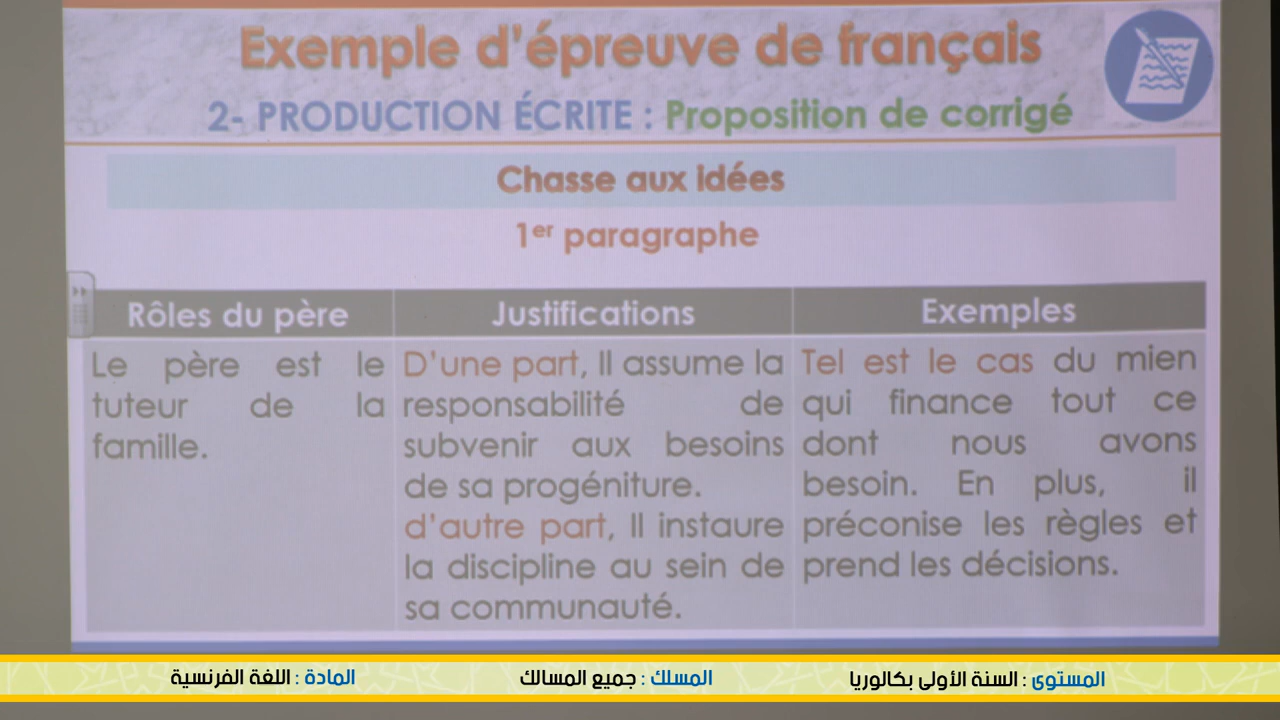 Exemple d'épreuve de français
2- PRODUCTION ÉCRITE : Proposition de corrigé
Chasse aux idées
1er paragraphe
Rôles du père
Justifications
Exemples
Le père est le
tuteur de la
famille.
D'une part, Il assume la
responsabilité de
subvenir aux besoins
de sa progéniture.
d'autre part, Il instaure
la discipline au sein de
sa communauté.
Tel est le cas du mien
qui finance tout ce
dont nous avons
besoin. En plus, il
préconise les règles et
prend les décisions.
المستوى : السنة الأولى بكالوريا
المسلك : جميع المسالك
المادة : اللغة الفرنسية